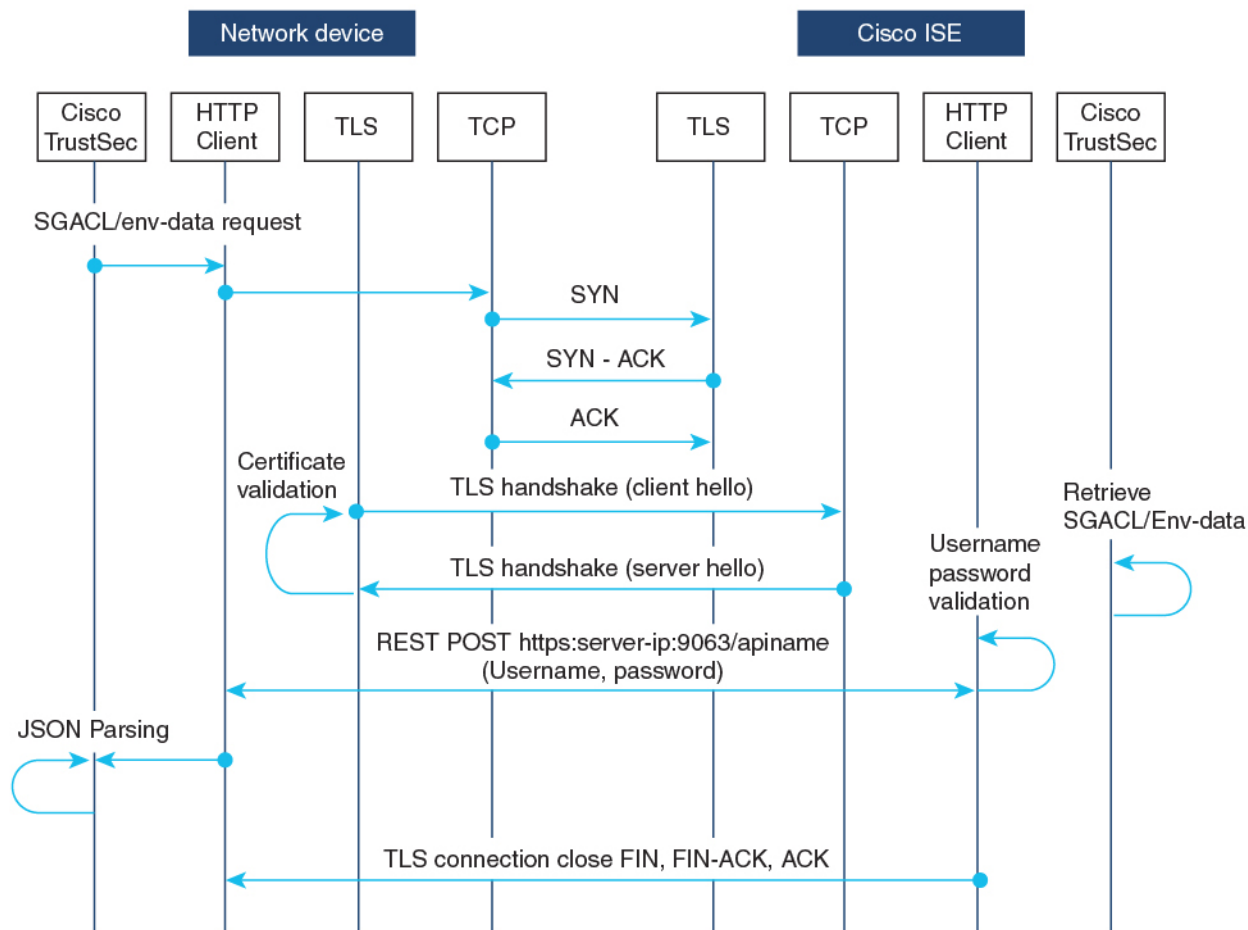 Network device
Cisco ISE
Cisco
TrustSec
HTTP
Client
TLS
TCP
TLS
TCP
HTTP
Client
Cisco
TrustSec
SGACL/env-data request
SYN
SYN - ACK
ACK
Certificate
validation
TLS handshake (client hello)
Retrieve
SGACL/Env-data
TLS handshake (server hello)
Username
password
validation
REST POST https:server-ip:9063/apiname
(Username, password)
JSON Parsing
TLS connection close FIN, FIN-ACK, ACK